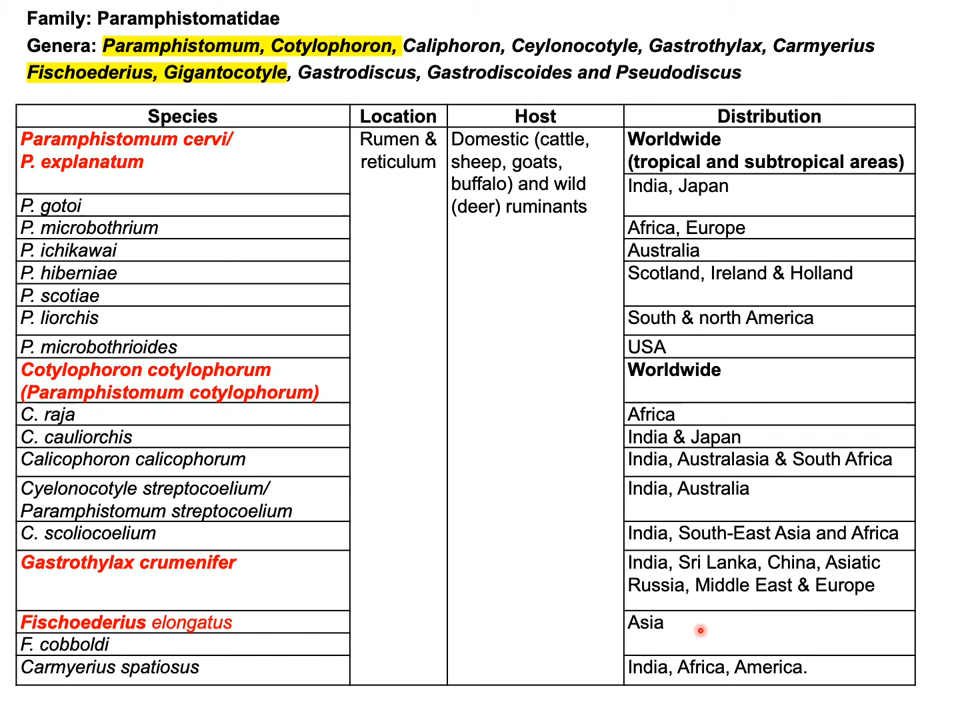 Family: Paramphistomatidae
Genera: Paramphistomum, Cotylophoron, Caliphoron, Ceylonocotyle, Gastrothylax, Carmyerius
Fischoederius, Gigantocotyle, Gastrodiscus, Gastrodiscoides and Pseudodiscus
Species Location Host Distribution
Paramphistomum cervi/ Rumen & Domestic (cattle, Worldwide
P. explanatum reticulum sheep, goats, (tropical and subtropical areas)
buffalo) and wild India, Japan
P. gotoi (deer) ruminants
P. microbothrium Africa, Europe
P. ichikawai Australia
P. hiberniae Scotland, Ireland & Holland
P. scotiae
P. liorchis South & north America
P. microbothrioides USA
Cotylophoron cotylophorum Worldwide
(Paramphistomum cotylophorum)
C. raja Africa
C. cauliorchis India & Japan
Calicophoron calicophorum India, Australasia & South Africa
Cyelonocotyle streptocoelium/ India, Australia
Paramphistomum streptocoelium
C. scoliocoelium India, South-East Asia and Africa
Gastrothylax crumenifer India, Sri Lanka, China, Asiatic
Russia, Middle East & Europe
Fischoederius elongatus Asia
F. cobboldi
Carmyerius spatiosus India, Africa, America.